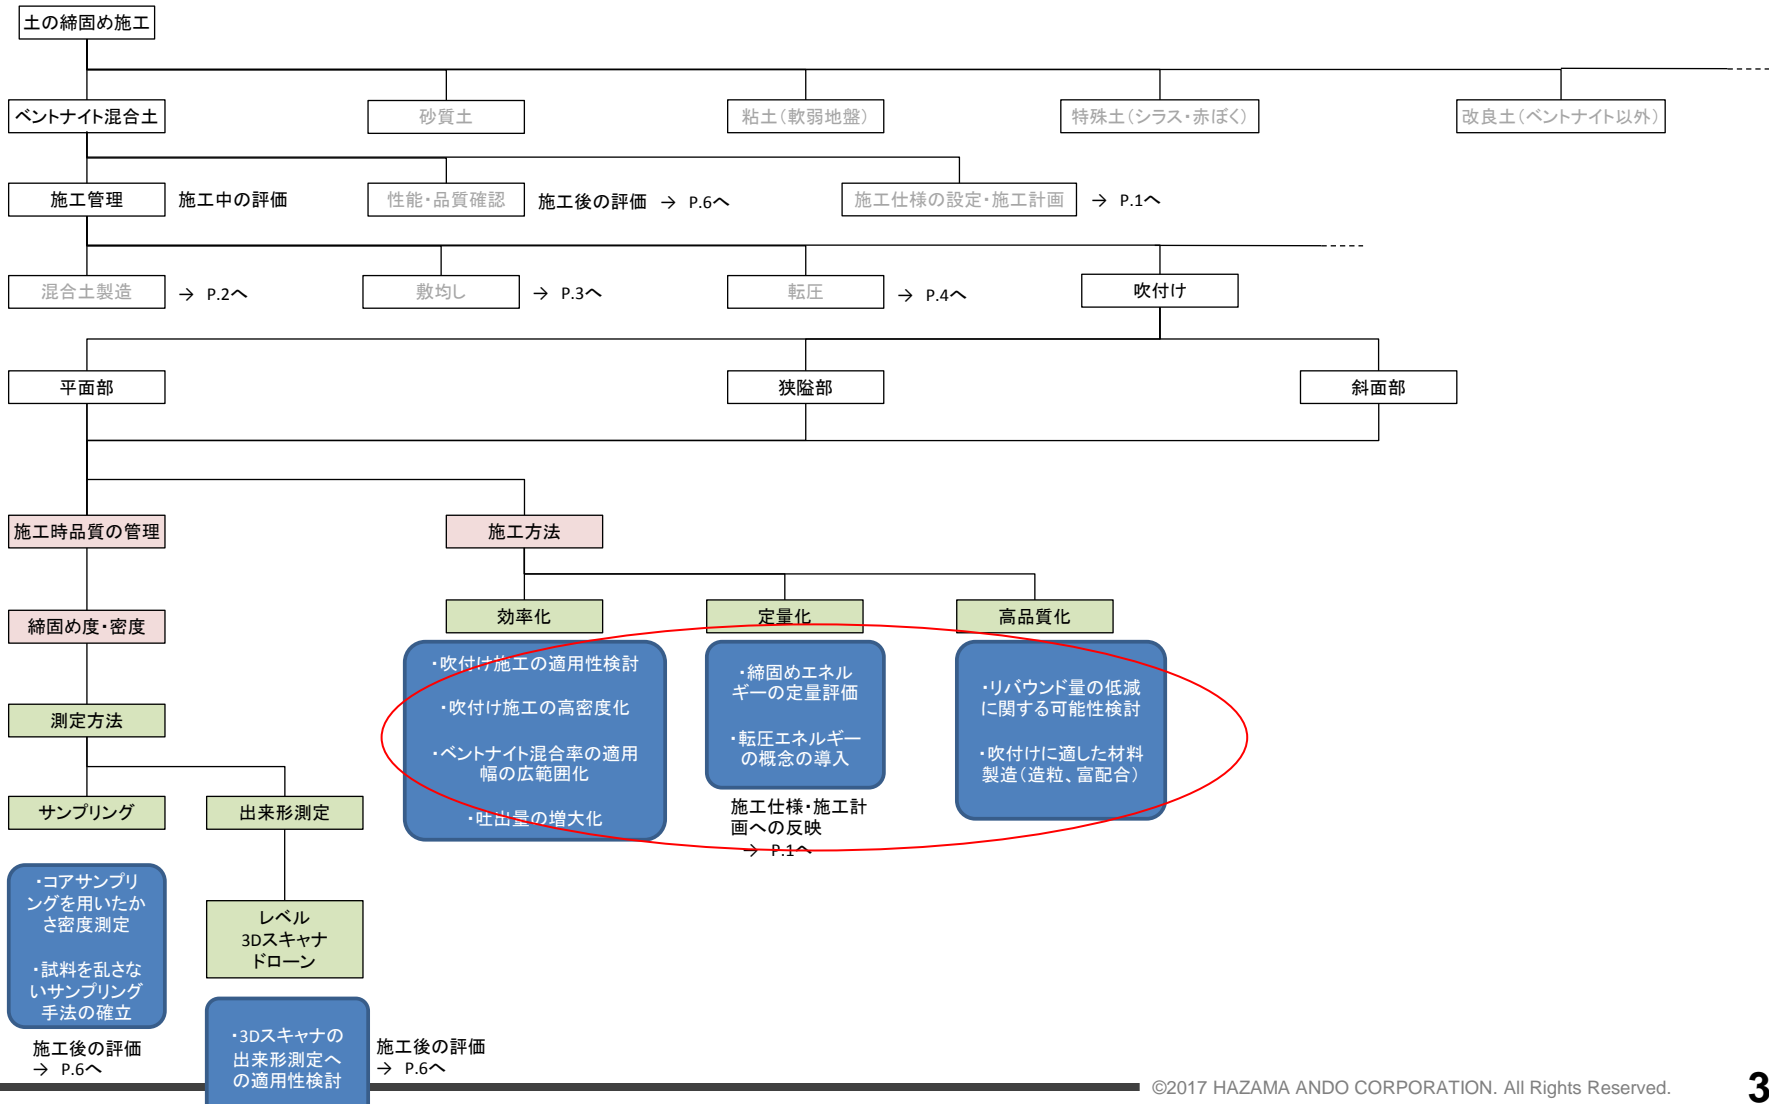 土の締固め施工
ベントナイト混合土
砂質土
粘土(軟弱地盤)
特殊土(シラス・赤ぼく)
改良土(ベントナイト以外)
施工管理
施工中の評価
性能・品質確認
施工後の評価 → P.6へ
施工仕様の設定・施工計画
→ P.1へ
混合土製造
→ P.2へ
敷均し
→ P.3へ
転圧
→ P.4へ
吹付け
平面部
狭隘部
斜面部
施工時品質の管理
施工方法
締固め度・密度
効率化
定量化
高品質化
・吹付け施工の適用性検討
・吹付け施工の高密度化
・ベントナイト混合率の適用
幅の広範囲化
・吐出量の増大化
・締固めエネル
ギーの定量評価
・転圧エネルギー
の概念の導入
施工仕様・施工計
画への反映
→ P.1へ
・リバウンド量の低減
に関する可能性検討
・吹付けに適した材料
製造(造粒、富配合)
測定方法
サンプリング
出来形測定
・コアサンプリ
ングを用いたか
さ密度測定
・試料を乱さな
いサンプリング
手法の確立
施工後の評価
→ P.6へ
レベル
3Dスキャナ
ドローン
・3Dスキャナの
出来形測定へ
の適用性検討
施工後の評価
→ P.6へ
©2017 HAZAMA ANDO CORPORATION. All Rights Reserved.
3